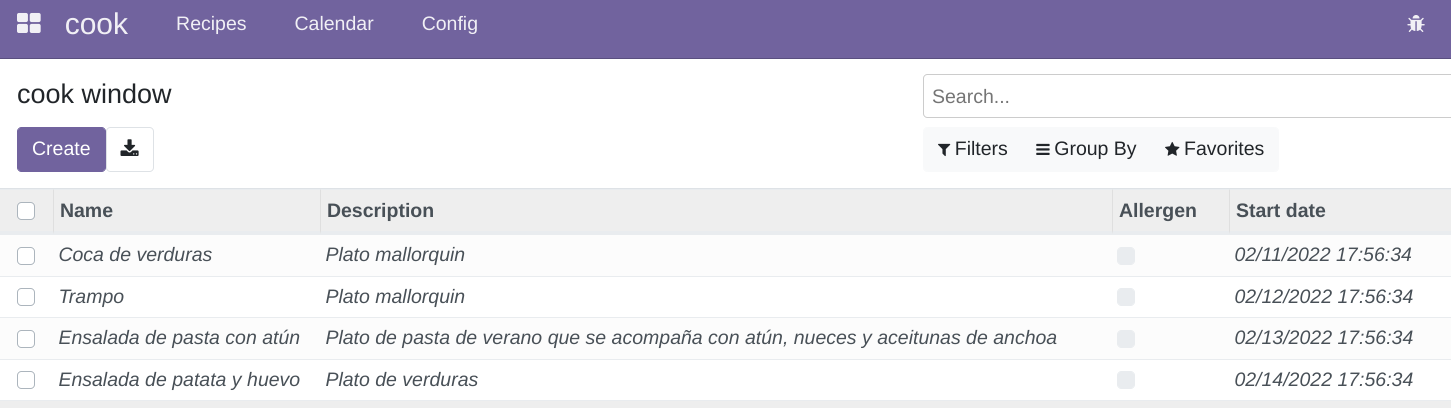 cook Recipes Calendar Config
cook window
Search...
Create
Filters Group By Favorites
Name Description Allergen Start date
Coca de verduras Plato mallorquin 02/11/2022 17:56:34
Trampo Plato mallorquin 02/12/2022 17:56:34
Ensalada de pasta con atún Plato de pasta de verano que se acompaña con atún, nueces y aceitunas de anchoa 02/13/2022 17:56:34
Ensalada de patata y huevo Plato de verduras 02/14/2022 17:56:34